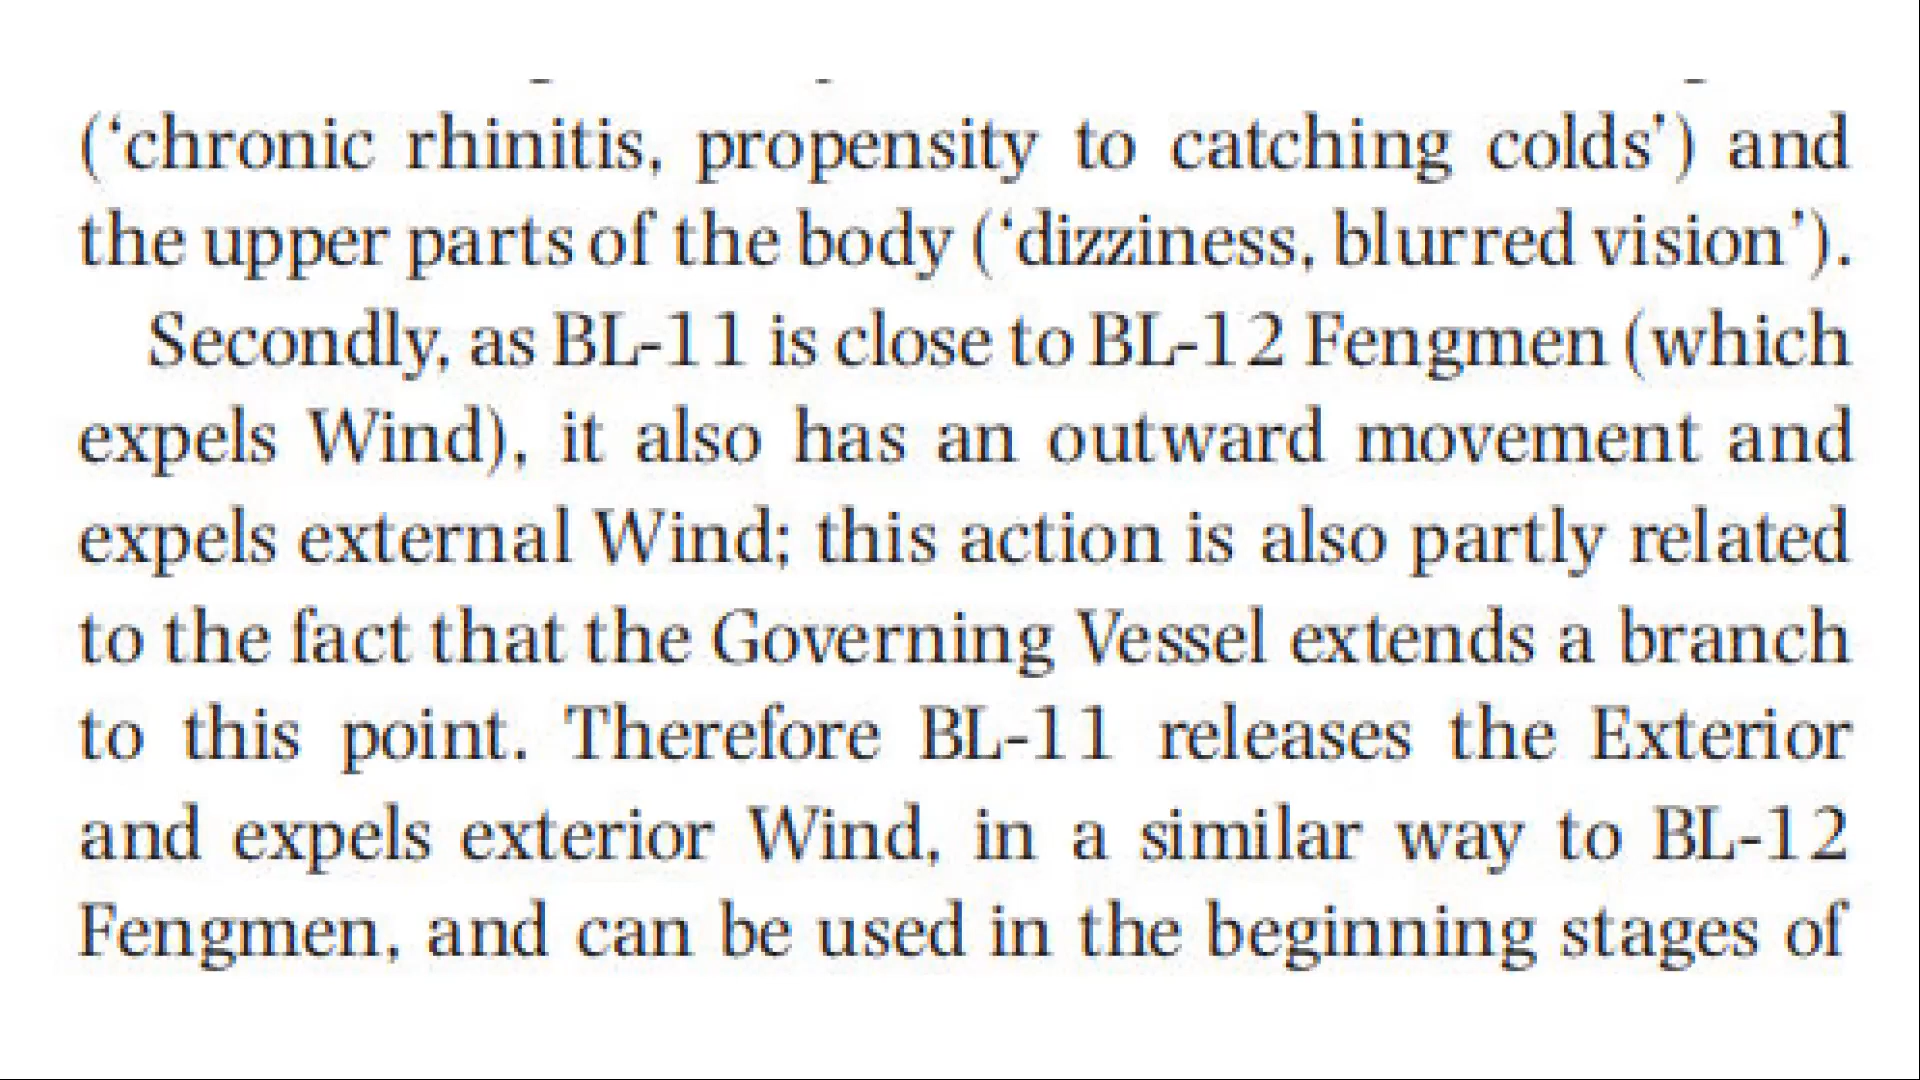 (‘chronic rhinitis, propensity to catching colds’) and
the upper parts of the body (‘dizziness, blurred vision’).
Secondly, as BL-11 is close to BL-12 Fengmen (which
expels Wind), it also has an outward movement and
expels external Wind; this action is also partly related
to the fact that the Governing Vessel extends a branch
to this point. Therefore BL-11 releases the Exterior
and expels exterior Wind, in a similar way to BL-12
Fengmen, and can be used in the beginning stages of